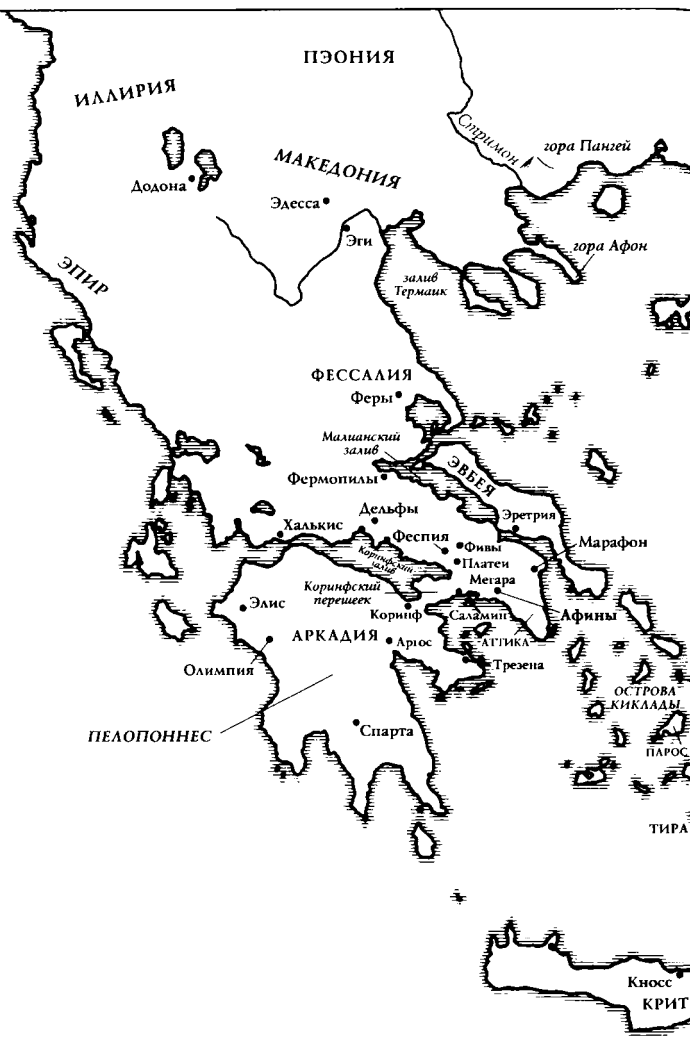 ПЭОНИЯ
ИЛЛИРИЯ
Стримон
гора Пангей
МАКЕДОНИЯ
Додона
Эдесса
Эги
гора Афон
ЭПИР
залив
Термаик
ФЕССАЛИЯ
Феры
Малианский
залив
ЭВБЕЯ
Фермопилы
Дельфы
Эретрия
Халькис
Феспия
Фивы
Марафон
Коринфский
залив
Платеи
Мегара
Коринфский
перешеек
Элис
Коринф
Саламин
Афины
АРКАДИЯ
Аргос
АТТИКА
Олимпия
Трезена
ОСТРОВА
КИКЛАДЫ
ПЕЛОПОННЕС
Спарта
ПАРОС
ТИРА
Кносс
КРИТ